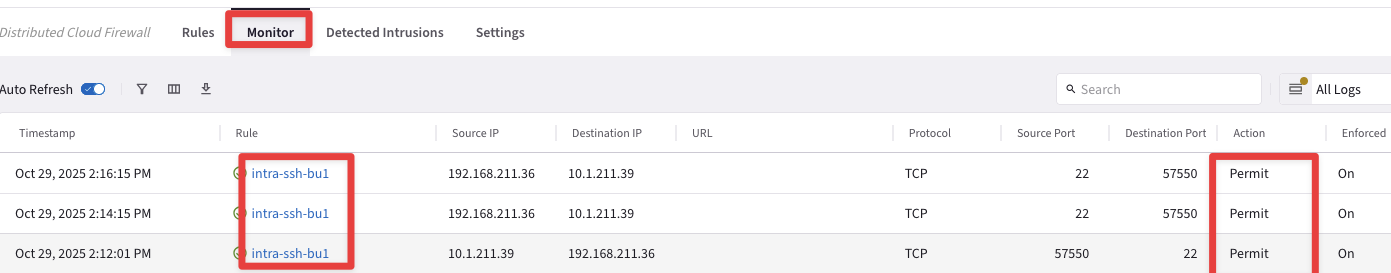 Distributed Cloud Firewall Rules Monitor Detected Intrusions Settings
Auto Refresh Search All Logs
Timestamp Rule Source IP Destination IP URL Protocol Source Port Destination Port Action Enforced
Oct 29, 2025 2:16:15 PM intra-ssh-bu1 192.168.211.36 10.1.211.39 TCP 22 57550 Permit On
Oct 29, 2025 2:14:15 PM intra-ssh-bu1 192.168.211.36 10.1.211.39 TCP 22 57550 Permit On
Oct 29, 2025 2:12:01 PM intra-ssh-bu1 10.1.211.39 192.168.211.36 TCP 57550 22 Permit On